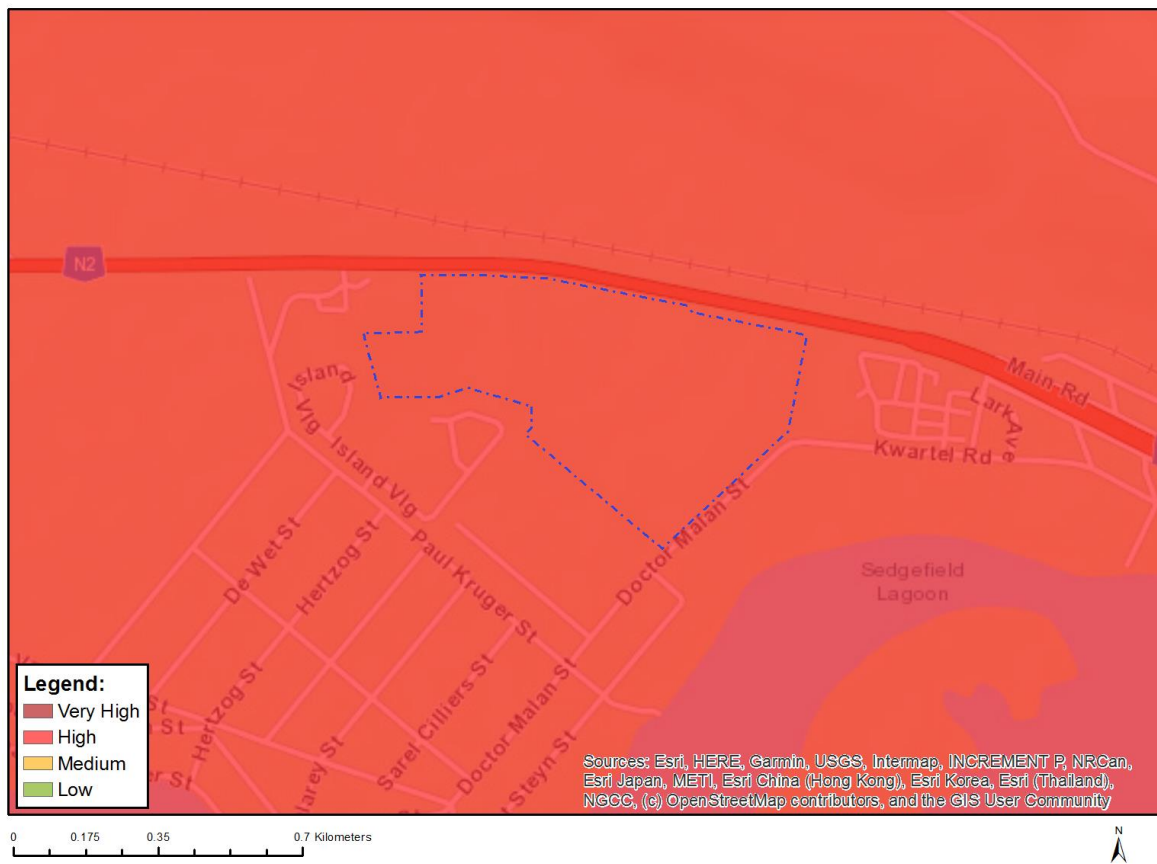 N2
Main Rd
Lark Ave
Kwartel Rd
Island
Vlg
Island Vlg
De Wet St
Hertzog St
Paul Kruger St
Doctor Malan St
Sedgefield
Lagoon
Hertzog St
Sarel Cilliers St
Doctor Malan St
Steyn St
St
St
St
Legend:
Very High
High
Medium
Low
Sources: Esri, HERE, Garmin, USGS, Intermap, INCREMENT P, NRCan,
Esri Japan, METI, Esri China (Hong Kong), Esri Korea, Esri (Thailand),
NGCC, (c) OpenStreetMap contributors, and the GIS User Community
0 0.175 0.35 0.7 Kilometers
N